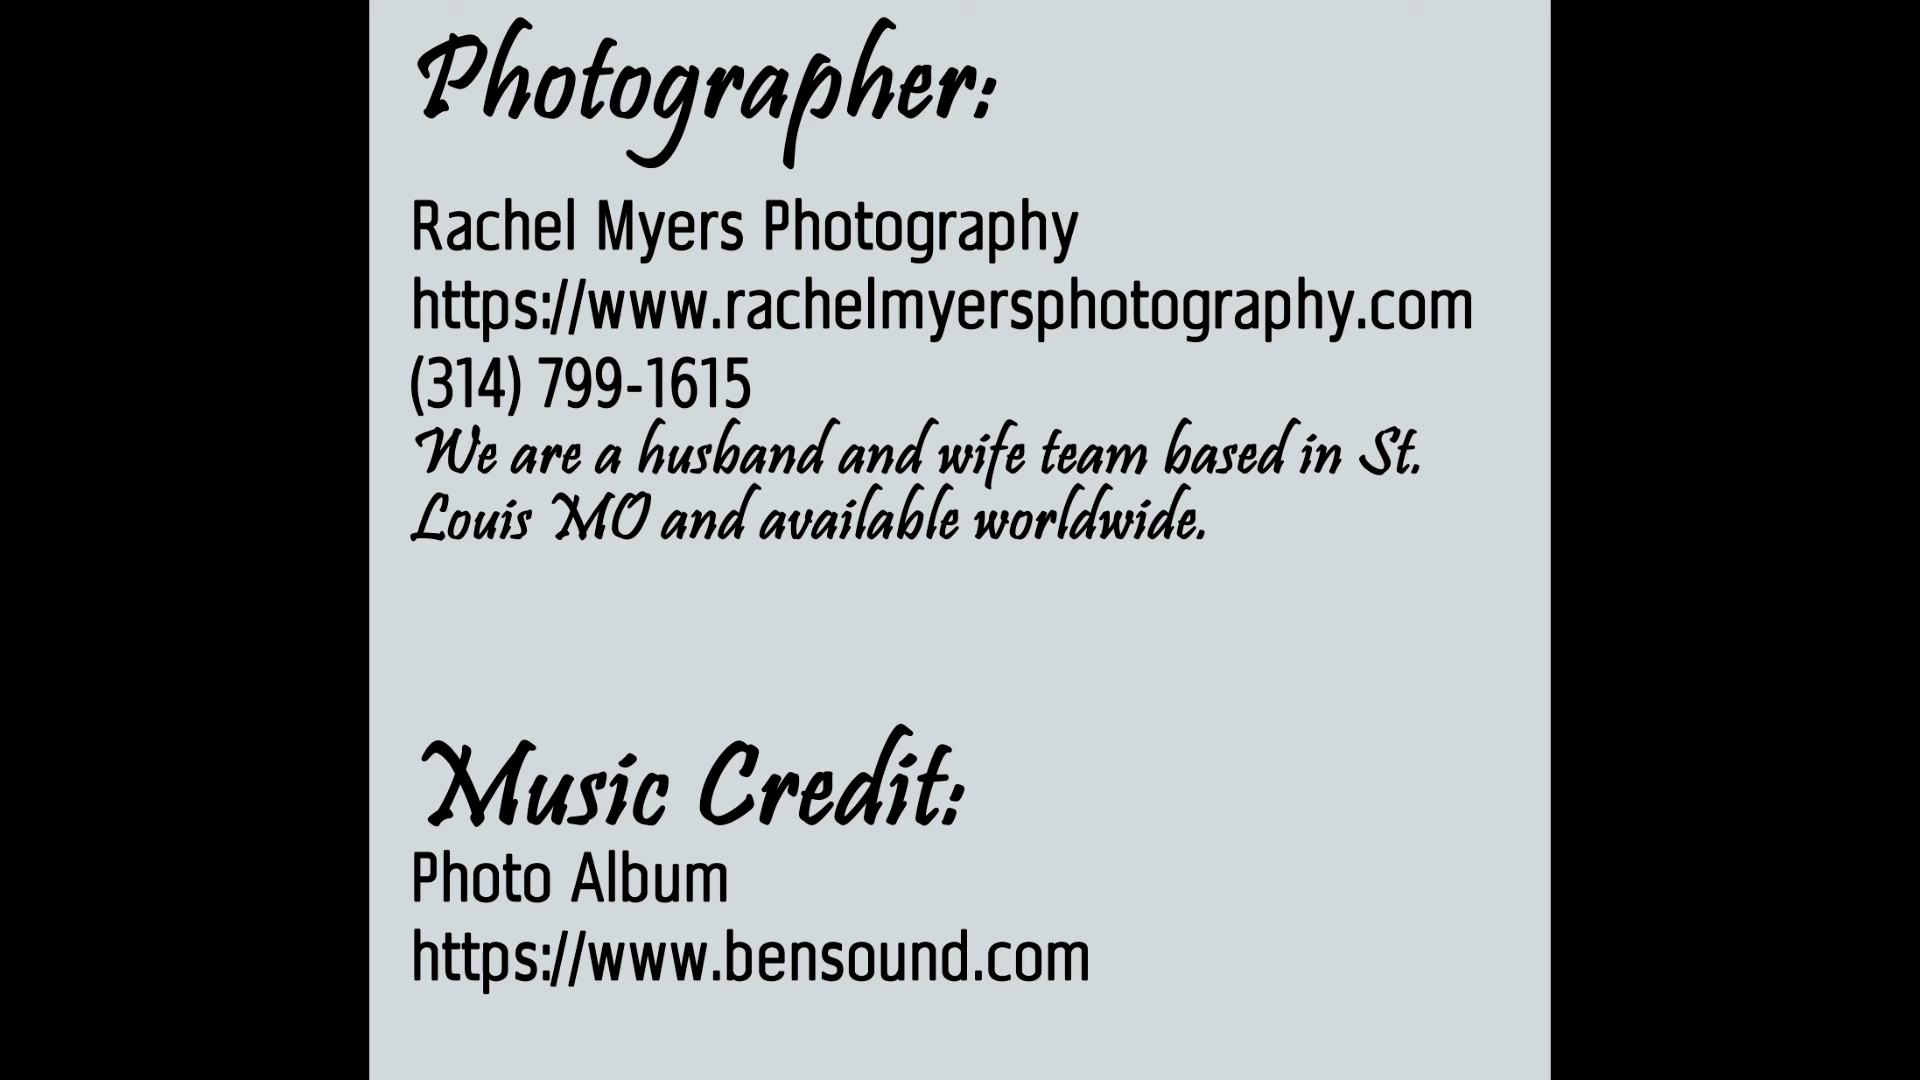 Photographer:
Rachel Myers Photography
https://www.rachelmyersphotography.com
(314) 799-1615
We are a husband and wife team based in St.
Louis MO and available worldwide.
Music Credit:
Photo Album
https://www.bensound.com